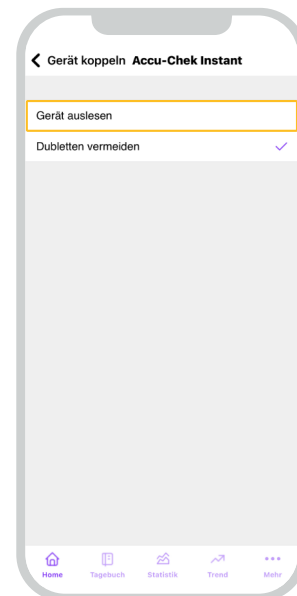 Gerät koppeln Accu-Chek Instant
Gerät auslesen
Dubletten vermeiden
Home Tagebuch Statistik Trend Mehr